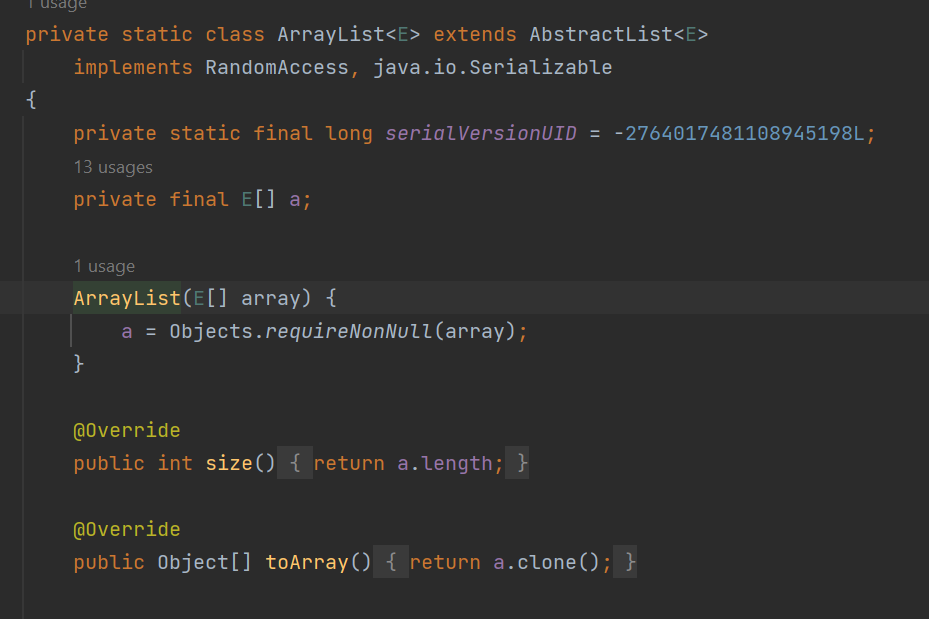 1 usage
private static class ArrayList<E> extends AbstractList<E>
implements RandomAccess, java.io.Serializable
{
private static final long serialVersionUID = -2764017481108945198L;
13 usages
private final E[] a;
1 usage
ArrayList(E[] array) {
a = Objects.requireNonNull(array);
}
@Override
public int size() { return a.length; }
@Override
public Object[] toArray() { return a.clone(); }